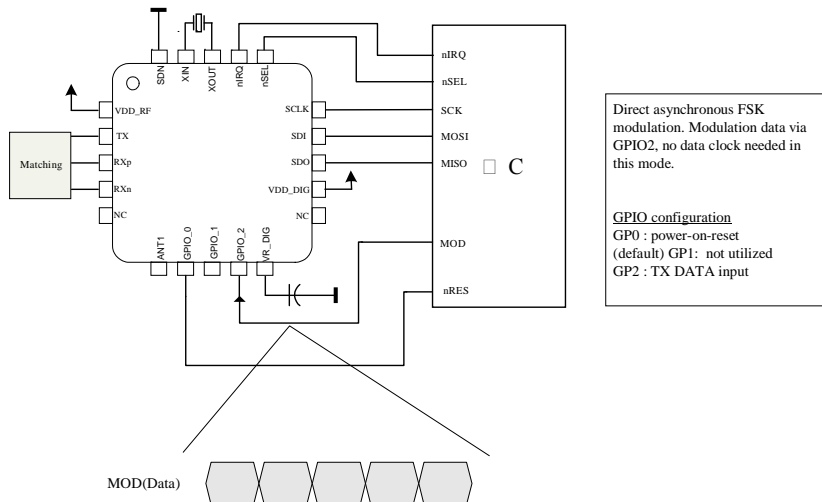 SDN
XIN
XOUT
nIRQ
nSEL
VDD_RF
TX
RXp
RXn
NC
Matching
SCLK
SDI
SDO
VDD_DIG
NC
ANT1
GPIO_0
GPIO_1
GPIO_2
VR_DIG
nIRQ
nSEL
SCK
MOSI
MISO
□ C
MOD
nRES
Direct asynchronous FSK
modulation. Modulation data via
GPIO2, no data clock needed in
this mode.
GPIO configuration
GP0 : power-on-reset
(default) GP1: not utilized
GP2 : TX DATA input
MOD(Data)